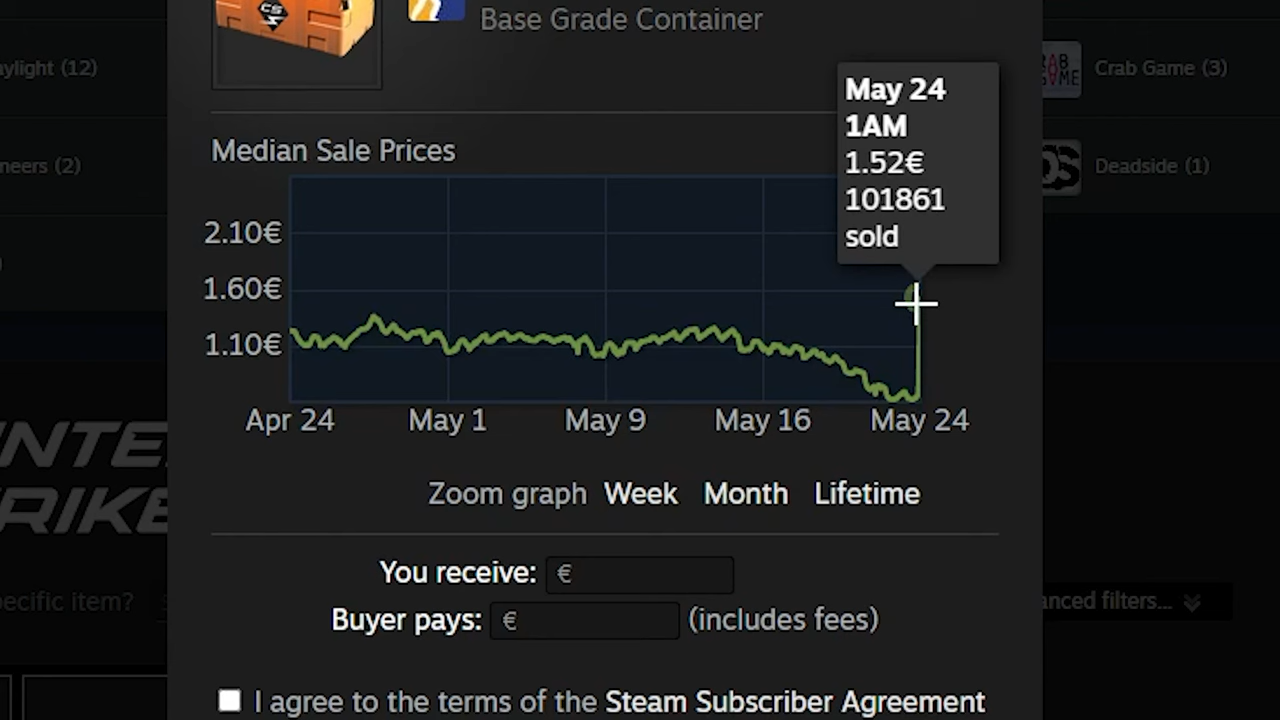 CS
Base Grade Container
aylight (12)
Crab Game (3)
neers (2)
Deadside (1)
May 24
1AM
1.52€
101861
sold
Median Sale Prices
2.10€
1.60€
1.10€
Apr 24
May 1
May 9
May 16
May 24
Zoom graph Week Month Lifetime
You receive: €
Buyer pays: € (includes fees)
ecific item?
anced filters...
I agree to the terms of the Steam Subscriber Agreement